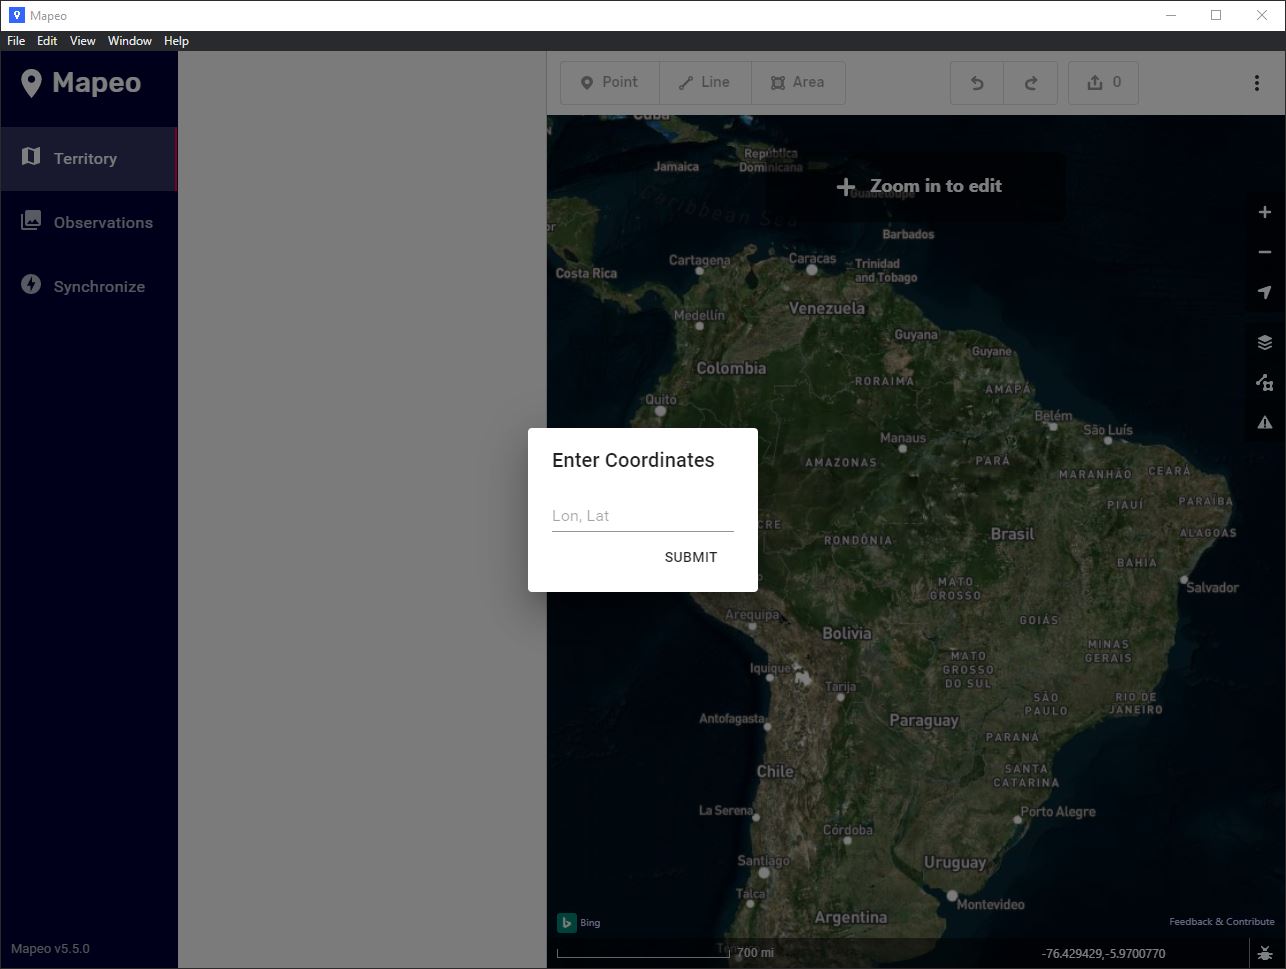 Mapeo
File Edit View Window Help
Mapeo
Territory
Observations
Synchronize
Mapeo v5.5.0
Point Line Area
0
Cuba
República
Dominicana
Jamaica
Zoom in to edit
Guadeloupe
Caribbean Sea
Barbados
Costa Rica
Cartagena
Caracas
Trinidad
and Tobago
Medellín
Venezuela
Guyana
Guyane
Colombia
RORAIMA
AMAPÁ
Quito
Belém
São Luís
Manaus
Enter Coordinates
Lon, Lat
SUBMIT
AMAZONAS
PARÁ
MARANHÃO
CEARÁ
PIAUÍ
PARAÍBA
CRE
RONDÔNIA
Brasil
ALAGOAS
BAHÍA
MATO
GROSSO
Salvador
Arequipa
Bolivia
GOIÁS
MINAS
GERAIS
MATO
GROSSO
DO SUL
Iquique
Tarija
SÃO
PAULO
RIO DE
JANEIRO
Antofagasta
Paraguay
PARANÁ
Chile
SANTA
CATARINA
La Serena
Porto Alegre
Córdoba
Santiago
Uruguay
Talca
Montevideo
Argentina
Bing
Feedback & Contribute
700 mi
-76.429429,-5.9700770